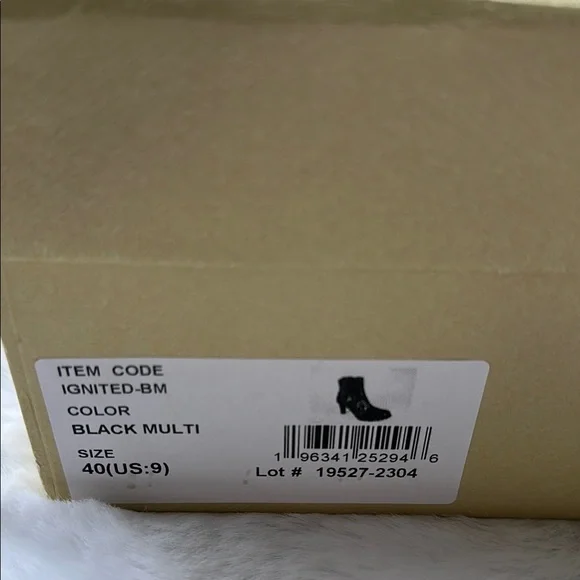 ITEM CODE
IGNITED-BM
COLOR
BLACK MULTI
SIZE
40(US:9)
1 96341 25294 6
Lot # 19527-2304